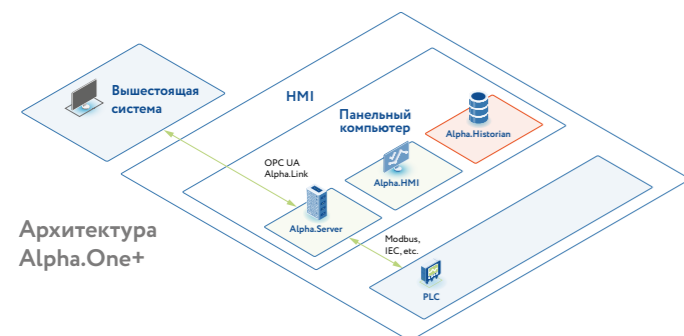 Вышестоящая
система
HMI
Панельный
компьютер
Alpha.Historian
OPC UA
Alpha.Link
Alpha.HMI
Alpha.Server
Архитектура
Alpha.One+
Modbus,
IEC, etc.
PLC